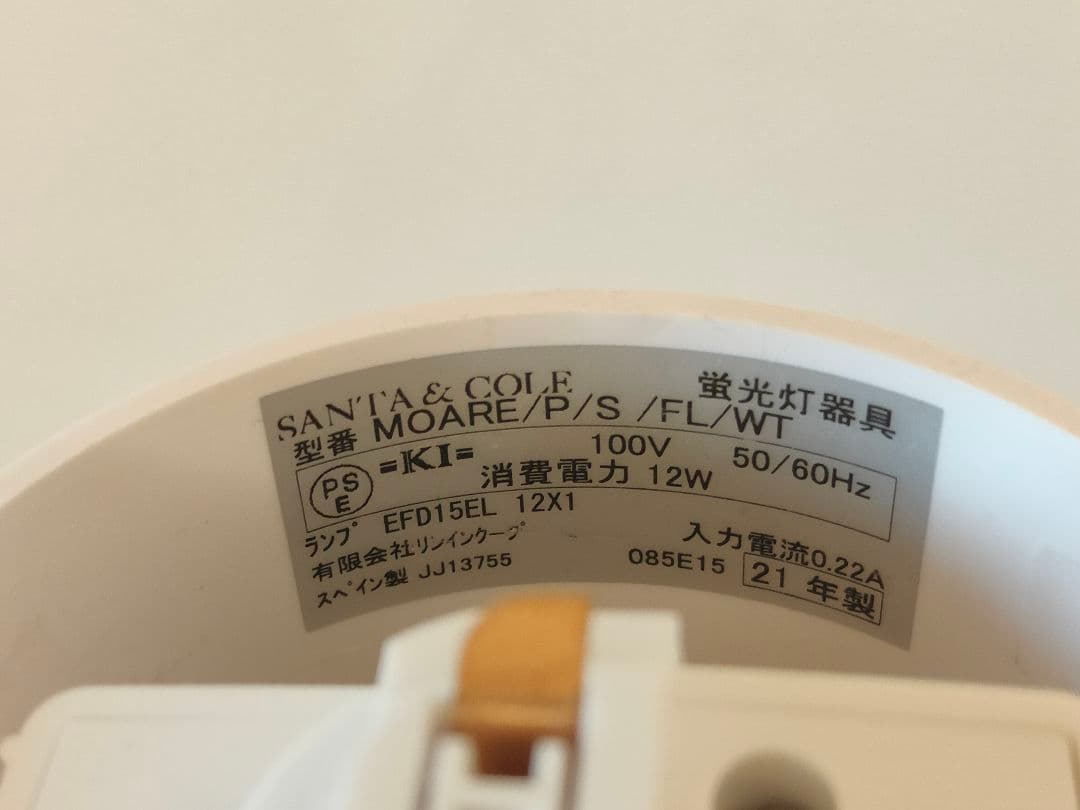 SANTA & COLE 蛍光灯器具
型番 MOARE/P/S /FL/WT
PSE =KI= 100V 50/60Hz
消費電力 12W
ランプ EFD15EL 12X1
有限会社リンインクープ 入力電流0.22A
スペイン製 JJ13755 085E15 21 年製